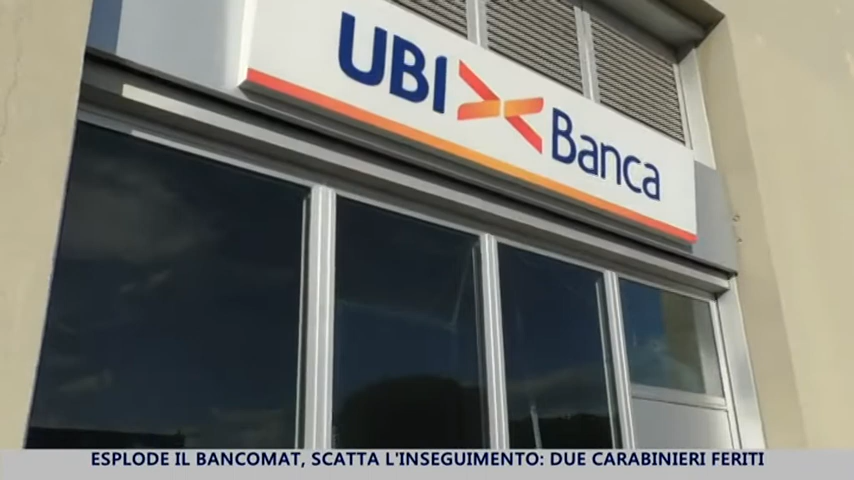 UBI Banca
ESPLODE IL BANCOMAT, SCATTA L'INSEGUIMENTO: DUE CARABINIERI FERITI